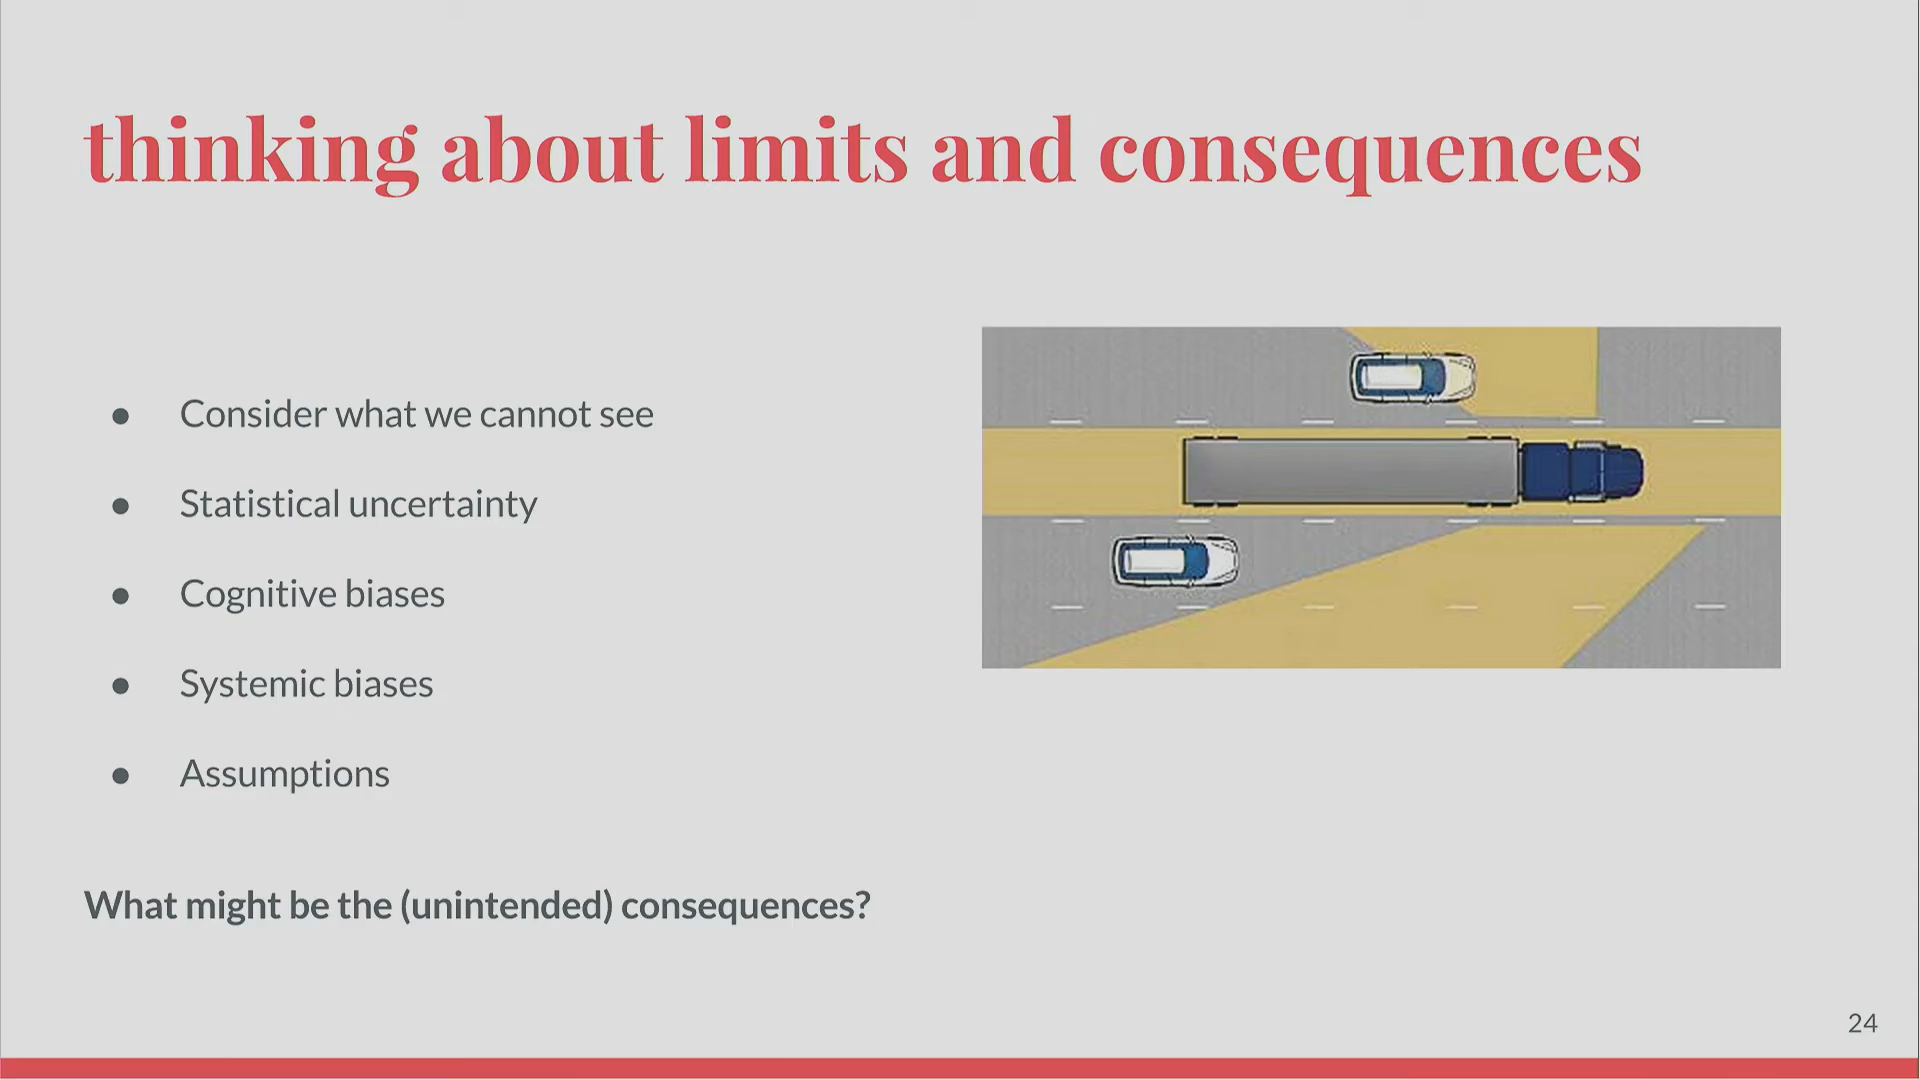 thinking about limits and consequences
● Consider what we cannot see
● Statistical uncertainty
● Cognitive biases
● Systemic biases
● Assumptions
What might be the (unintended) consequences?
24